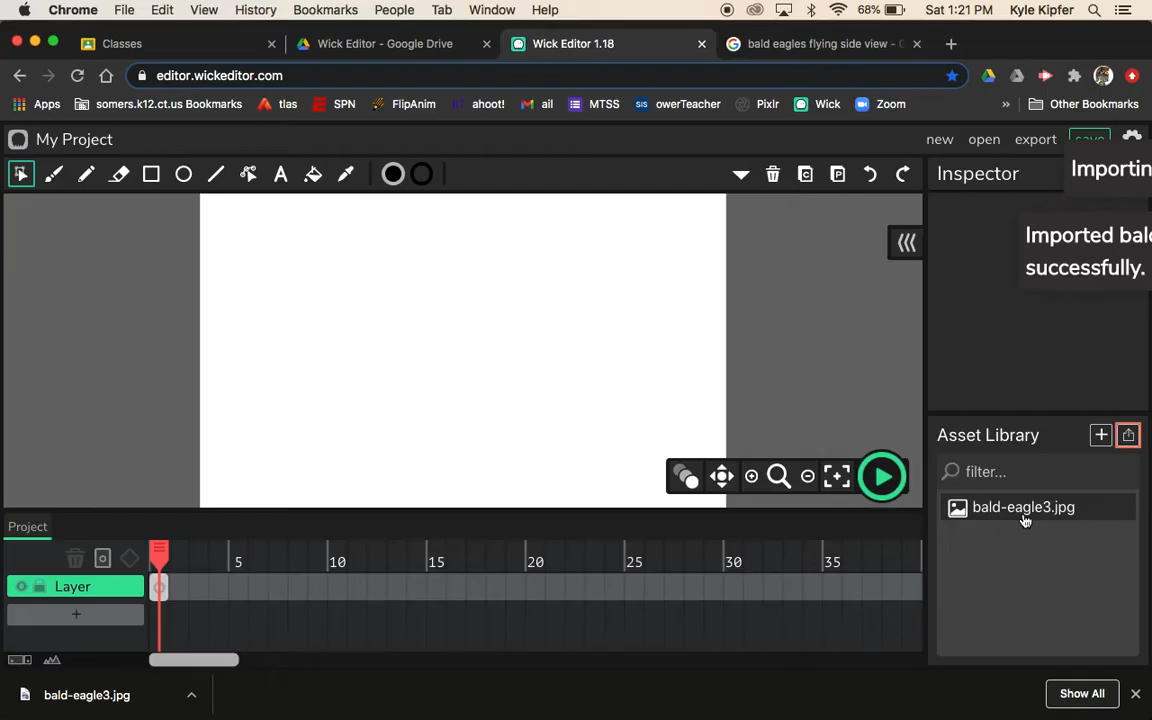 Chrome File Edit View History Bookmarks People Tab Window Help 68% Sat 1:21 PM Kyle Kipfer
Classes Wick Editor - Google Drive Wick Editor 1.18 bald eagles flying side view -
editor.wickeditor.com
Apps somers.k12.ct.us Bookmarks tlas SPN FlipAnim ahoot! ail MTSS SIS owerTeacher Pixlr Wick Zoom » Other Bookmarks
My Project new open export save
A Inspector Importin
Imported bald
successfully.
Asset Library
filter...
bald-eagle3.jpg
Project
5 10 15 20 25 30 35
Layer
+
bald-eagle3.jpg Show All